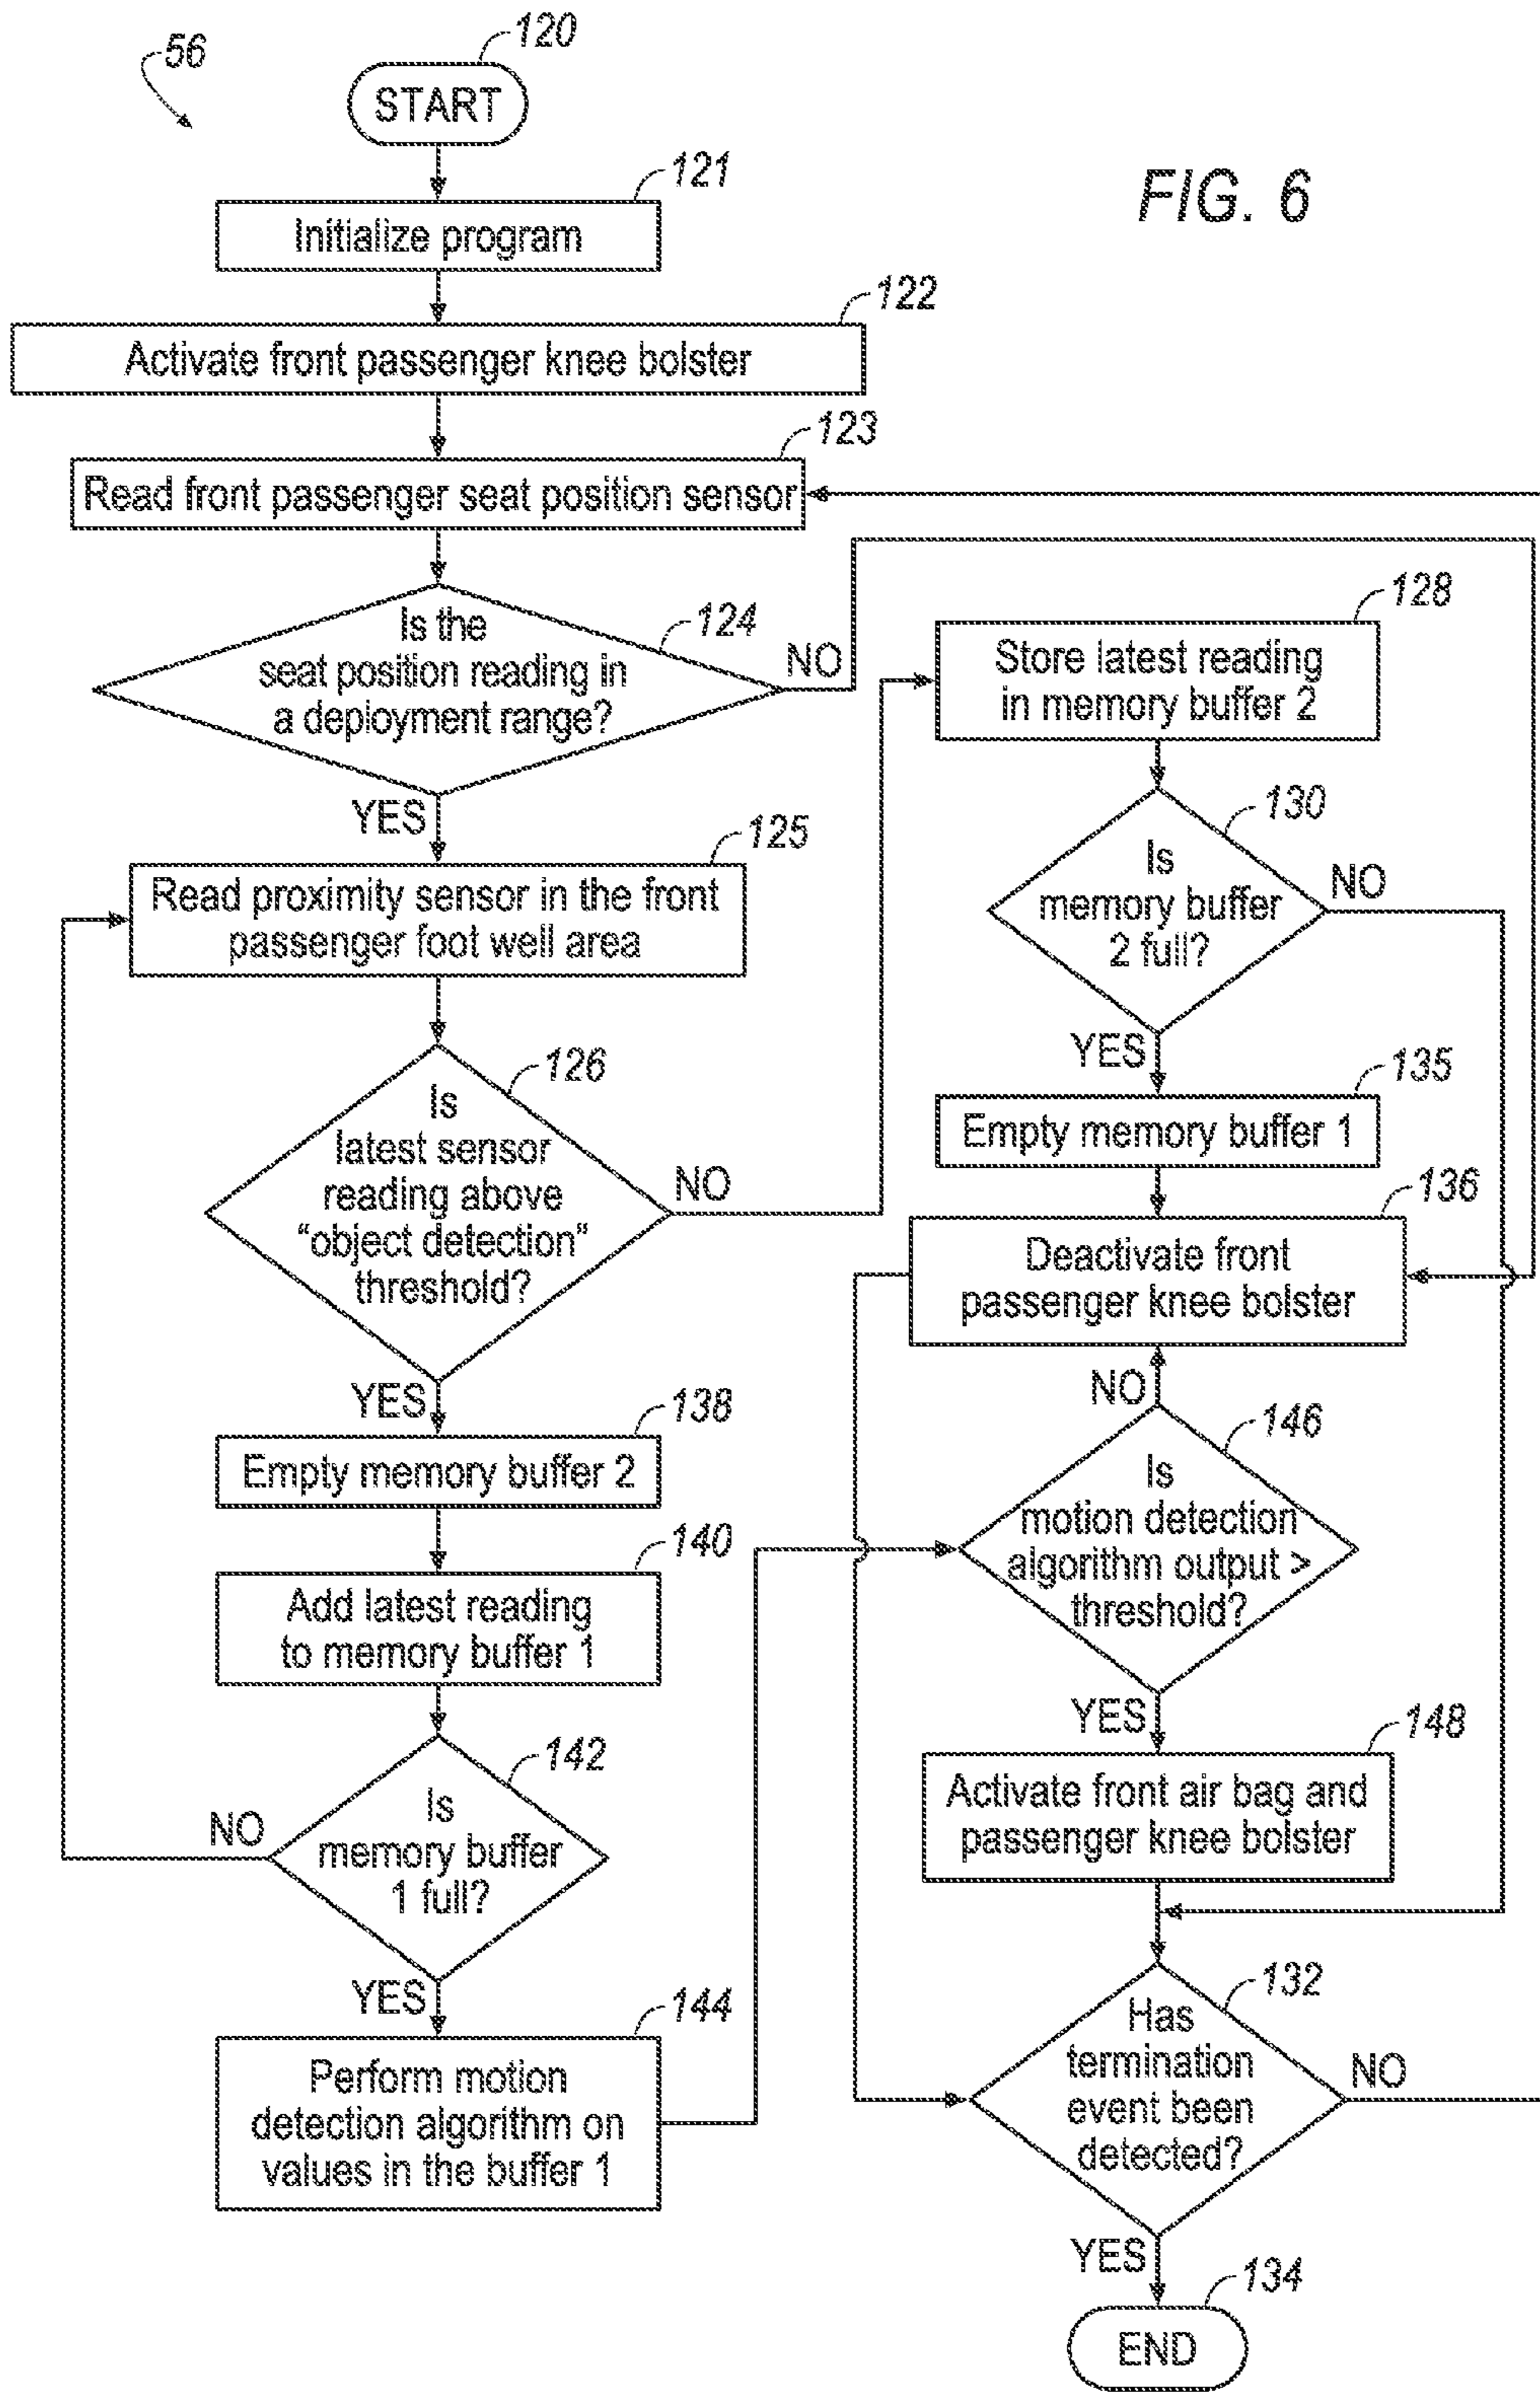 56
120
START
121
Initialize program
FIG. 6
122
Activate front passenger knee bolster
123
Read front passenger seat position sensor
124
Is the
seat position reading in
a deployment range?
NO
YES
125
Read proximity sensor in the front
passenger foot well area
126
Is
latest sensor
reading above
“object detection”
threshold?
NO
YES
138
Empty memory buffer 2
140
Add latest reading
to memory buffer 1
142
Is
memory buffer
1 full?
NO
YES
144
Perform motion
detection algorithm on
values in the buffer 1
128
Store latest reading
in memory buffer 2
130
Is
memory buffer
2 full?
NO
YES
135
Empty memory buffer 1
136
Deactivate front
passenger knee bolster
NO
146
Is
motion detection
algorithm output >
threshold?
YES
148
Activate front air bag and
passenger knee bolster
132
Has
termination
event been
detected?
NO
YES
134
END